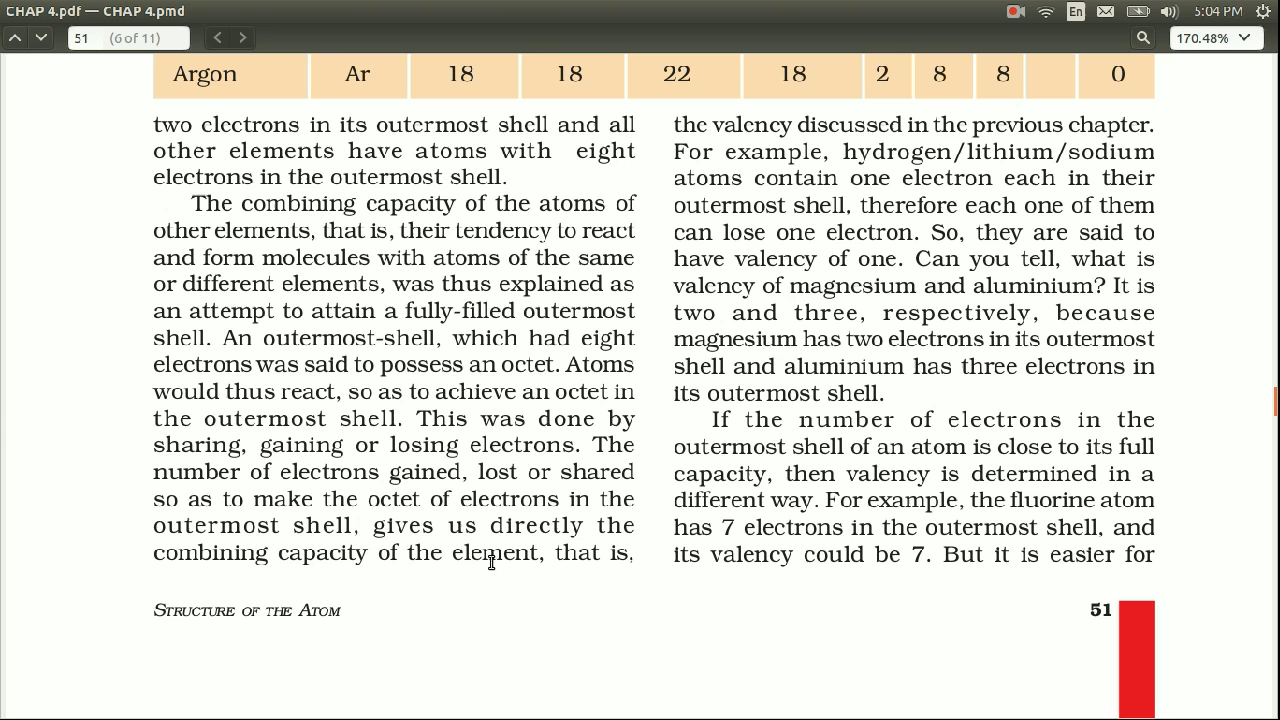 CHAP 4.pdf — CHAP 4.pmd
En
5:04 PM
51 (6 of 11)
170.48%
Argon Ar 18 18 22 18 2 8 8 0
two electrons in its outermost shell and all
other elements have atoms with eight
electrons in the outermost shell.
The combining capacity of the atoms of
other elements, that is, their tendency to react
and form molecules with atoms of the same
or different elements, was thus explained as
an attempt to attain a fully-filled outermost
shell. An outermost-shell, which had eight
electrons was said to possess an octet. Atoms
would thus react, so as to achieve an octet in
the outermost shell. This was done by
sharing, gaining or losing electrons. The
number of electrons gained, lost or shared
so as to make the octet of electrons in the
outermost shell, gives us directly the
combining capacity of the element, that is,
the valency discussed in the previous chapter.
For example, hydrogen/lithium/sodium
atoms contain one electron each in their
outermost shell, therefore each one of them
can lose one electron. So, they are said to
have valency of one. Can you tell, what is
valency of magnesium and aluminium? It is
two and three, respectively, because
magnesium has two electrons in its outermost
shell and aluminium has three electrons in
its outermost shell.
If the number of electrons in the
outermost shell of an atom is close to its full
capacity, then valency is determined in a
different way. For example, the fluorine atom
has 7 electrons in the outermost shell, and
its valency could be 7. But it is easier for
STRUCTURE OF THE ATOM
51